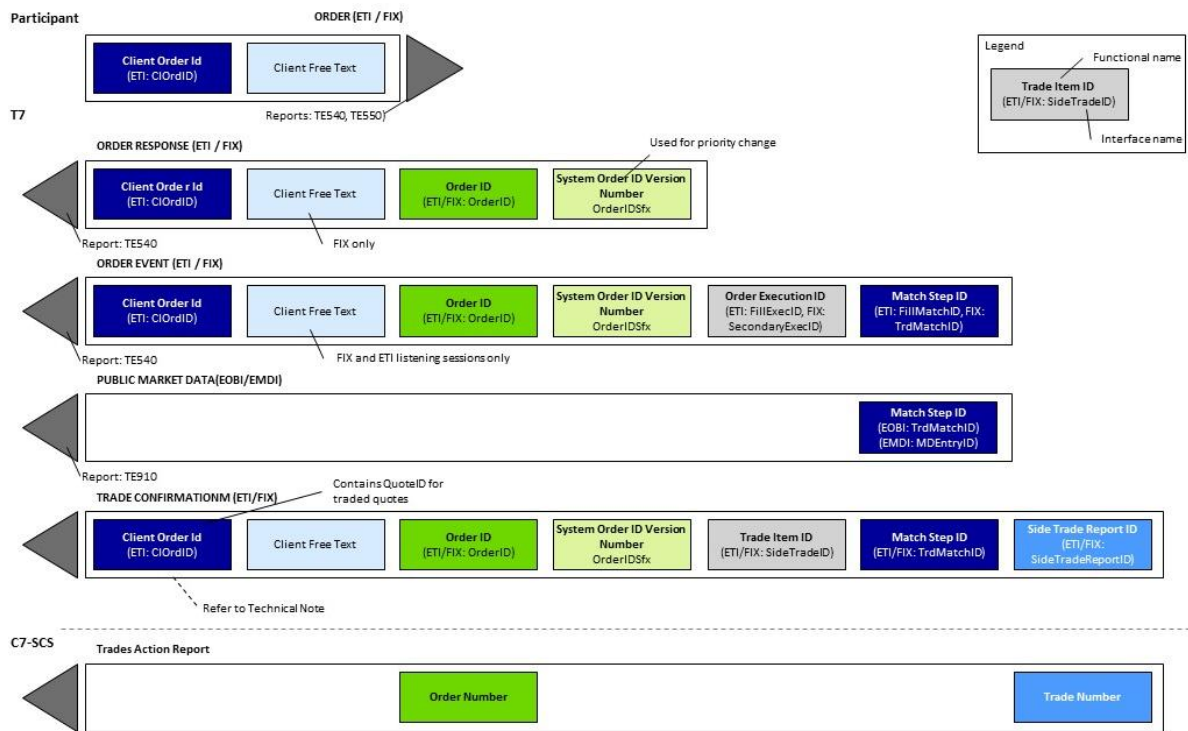 Participant
ORDER (ETI / FIX)
Client Order Id
(ETI: ClOrdID)
Client Free Text
Reports: TE540, TE550)
Legend
Functional name
Trade Item ID
(ETI/FIX: SideTradeID)
Interface name
T7
ORDER RESPONSE (ETI / FIX)
Used for priority change
Client Order Id
(ETI: ClOrdID)
Client Free Text
Order ID
(ETI/FIX: OrderID)
System Order ID Version
Number
OrderIDSfx
Report: TE540
FIX only
ORDER EVENT (ETI / FIX)
Client Order Id
(ETI: ClOrdID)
Client Free Text
Order ID
(ETI/FIX: OrderID)
System Order ID Version
Number
OrderIDSfx
Order Execution ID
(ETI: FillExecID, FIX:
SecondaryExecID)
Match Step ID
(ETI: FillMatchID, FIX:
TrdMatchID)
Report: TE540
FIX and ETI listening sessions only
PUBLIC MARKET DATA(EOBI/EMDI)
Match Step ID
(EOBI: TrdMatchID)
(EMDI: MDEntryID)
Report: TE910
Contains QuoteID for
traded quotes
TRADE CONFIRMATIONM (ETI/FIX)
Client Order Id
(ETI: ClOrdID)
Client Free Text
Order ID
(ETI/FIX: OrderID)
System Order ID Version
Number
OrderIDSfx
Trade Item ID
(ETI/FIX: SideTradeID)
Match Step ID
(ETI/FIX: TrdMatchID)
Side Trade Report ID
(ETI/FIX:
SideTradeReportID)
Refer to Technical Note
C7-SCS
Trades Action Report
Order Number
Trade Number